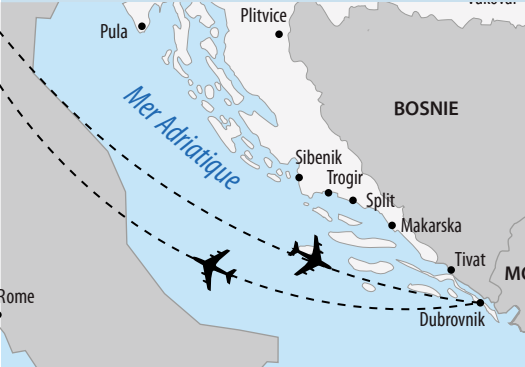 Plitvice
Pula
BOSNIE
Mer Adriatique
Sibenik
Trogir
Split
Makarska
Tivat
Rome
Dubrovnik